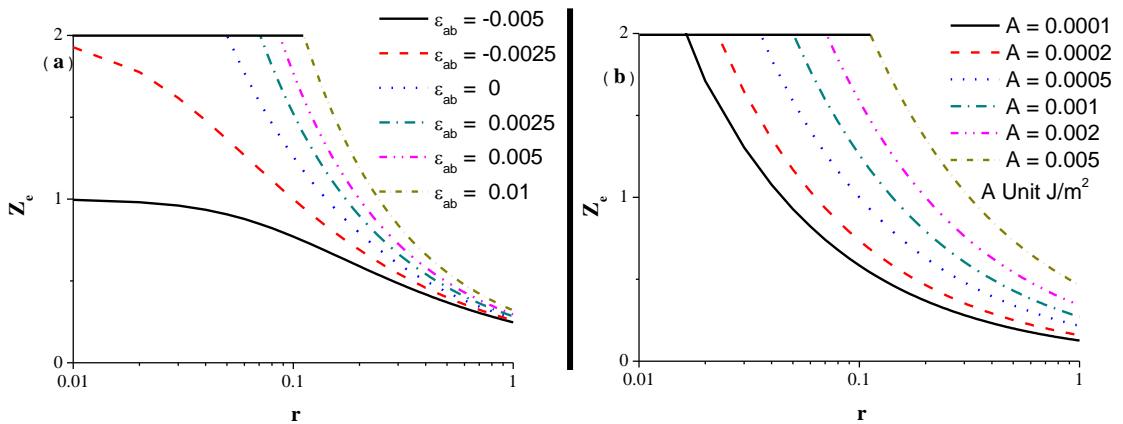 (a)
ε_ab = -0.005
ε_ab = -0.0025
ε_ab = 0
ε_ab = 0.0025
ε_ab = 0.005
ε_ab = 0.01
2
1
0
Z_e
0.01
0.1
1
r
(b)
A = 0.0001
A = 0.0002
A = 0.0005
A = 0.001
A = 0.002
A = 0.005
A Unit J/m²
2
1
0
Z_e
0.01
0.1
1
r